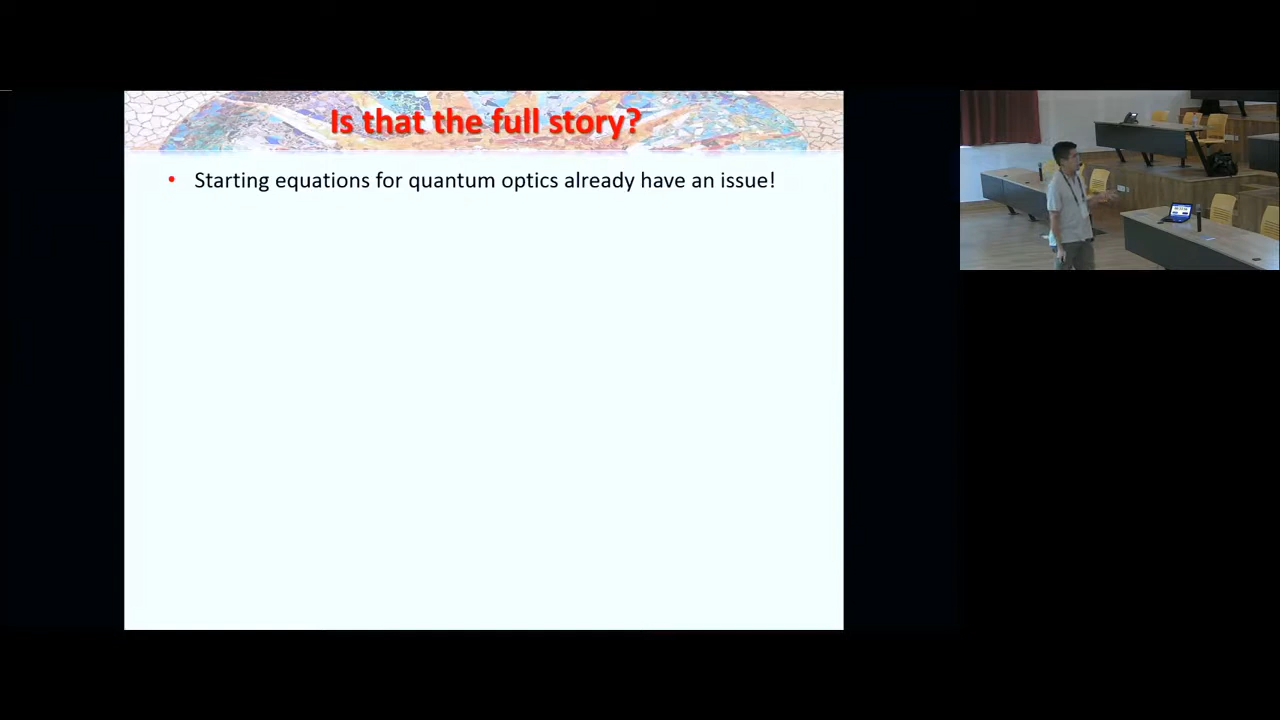 Is that the full story?
• Starting equations for quantum optics already have an issue!